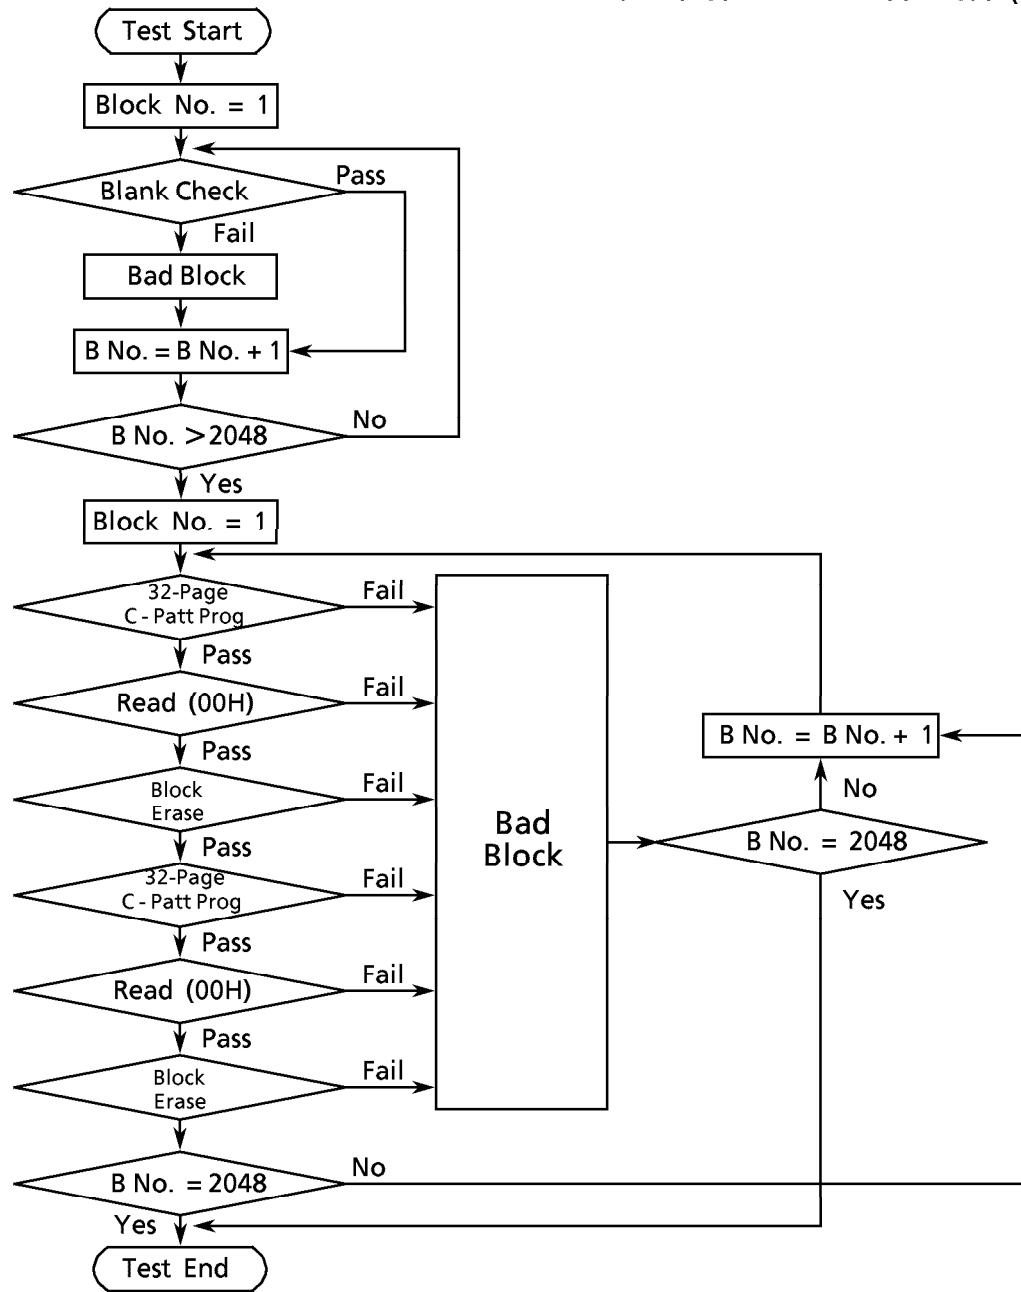 Test Start
Block No. = 1
Blank Check
Pass
Fail
Bad Block
B No. = B No. + 1
B No. > 2048
No
Yes
Block No. = 1
32-Page
C - Patt Prog
Fail
Pass
Read (00H)
Fail
Pass
Block
Erase
Fail
Pass
32-Page
C - Patt Prog
Fail
Pass
Read (00H)
Fail
Pass
Block
Erase
Fail
B No. = 2048
No
Yes
Test End
Bad
Block
B No. = B No. + 1
No
B No. = 2048
Yes